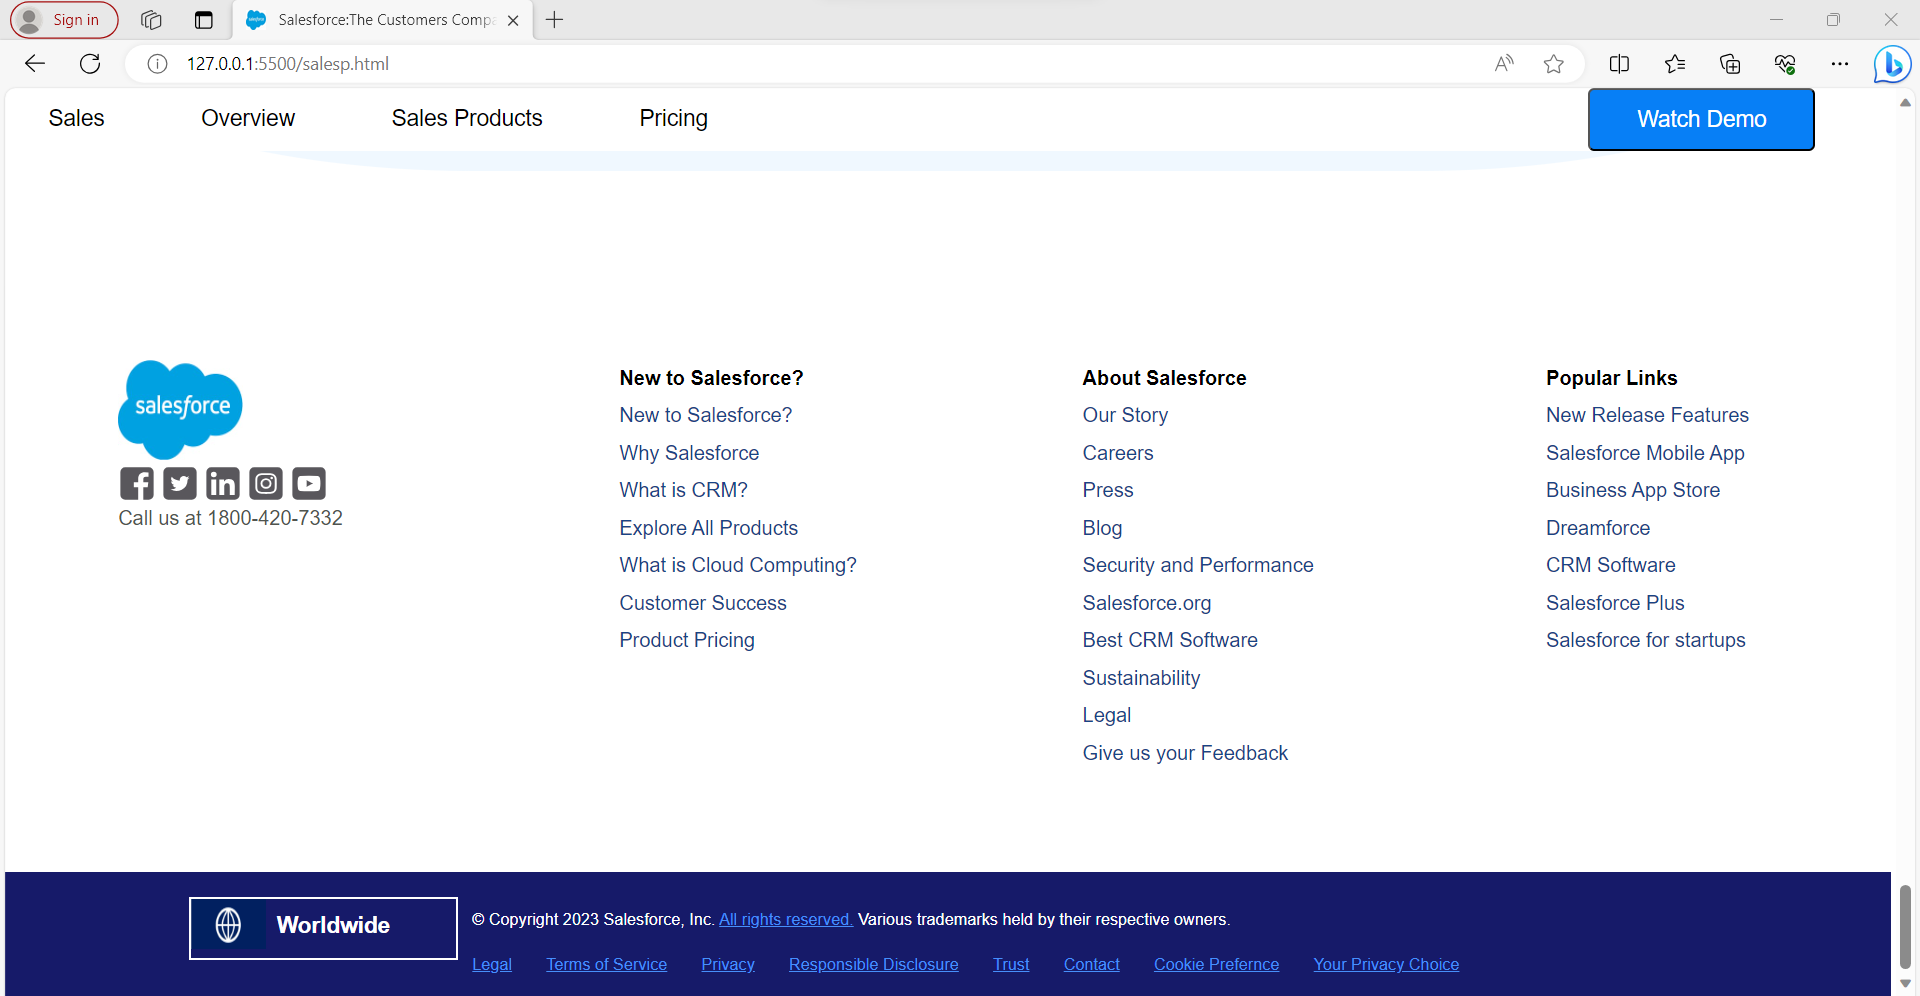 Sign in
Salesforce:The Customers Compa
127.0.0.1:5500/salesp.html
Sales Overview Sales Products Pricing Watch Demo
salesforce
Call us at 1800-420-7332
New to Salesforce?
New to Salesforce?
Why Salesforce
What is CRM?
Explore All Products
What is Cloud Computing?
Customer Success
Product Pricing
About Salesforce
Our Story
Careers
Press
Blog
Security and Performance
Salesforce.org
Best CRM Software
Sustainability
Legal
Give us your Feedback
Popular Links
New Release Features
Salesforce Mobile App
Business App Store
Dreamforce
CRM Software
Salesforce Plus
Salesforce for startups
Worldwide
© Copyright 2023 Salesforce, Inc. All rights reserved. Various trademarks held by their respective owners.
Legal Terms of Service Privacy Responsible Disclosure Trust Contact Cookie Prefernce Your Privacy Choice